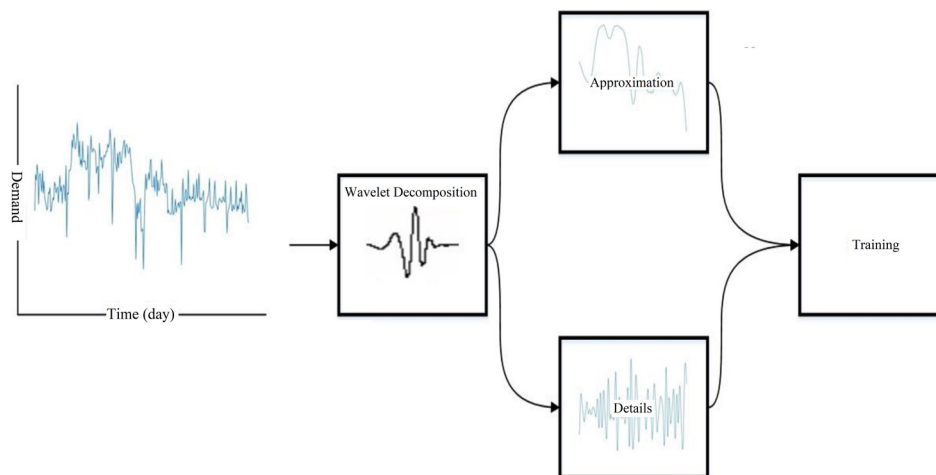 Demand
Time (day)
Wavelet Decomposition
Approximation
Details
Training